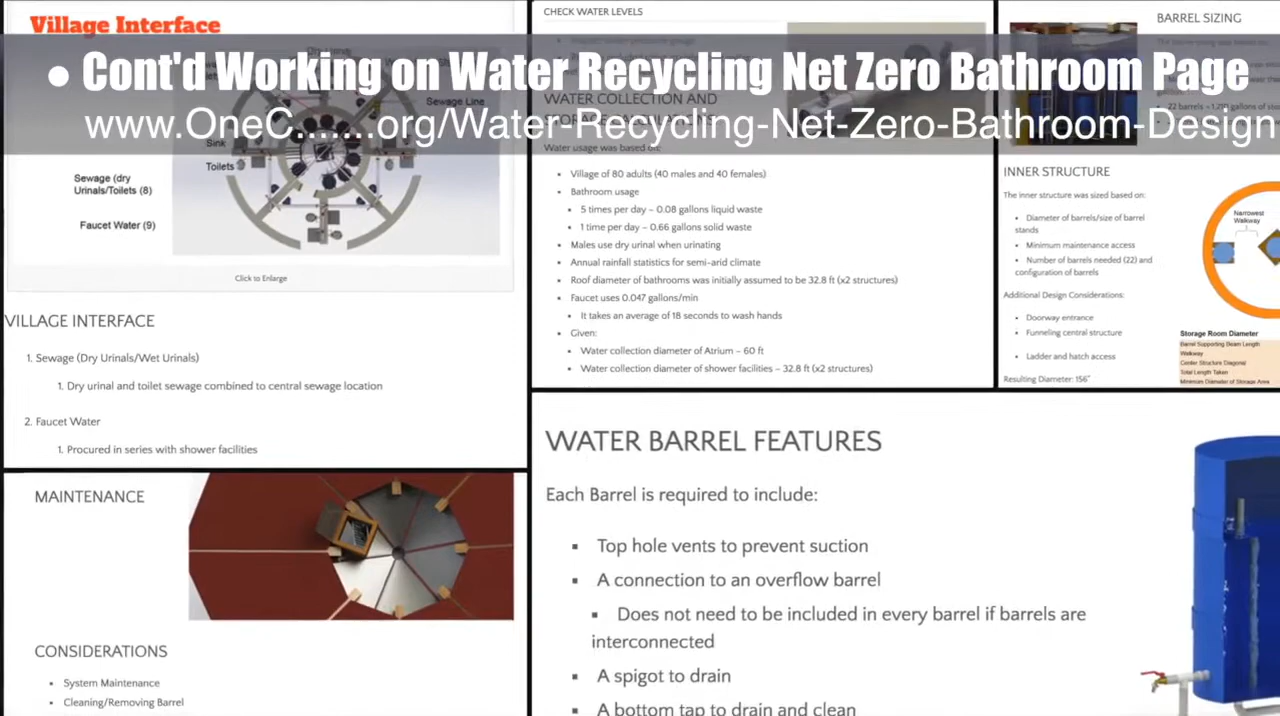 Village Interface
• Cont'd Working on Water Recycling Net Zero Bathroom Page
www.OneC.......org/Water-Recycling-Net-Zero-Bathroom-Design
Sewage Line
Sink
Toilets
Sewage (dry
Urinals/Toilets (8)
Faucet Water (9)
Click to Enlarge
VILLAGE INTERFACE
1. Sewage (Dry Urinals/Wet Urinals)
1. Dry urinal and toilet sewage combined to central sewage location
2. Faucet Water
1. Procured in series with shower facilities
MAINTENANCE
CONSIDERATIONS
System Maintenance
Cleaning/Removing Barrel
CHECK WATER LEVELS
WATER COLLECTION AND
Water usage was based on:
Village of 80 adults (40 males and 40 females)
Bathroom usage
5 times per day – 0.08 gallons liquid waste
1 time per day – 0.66 gallons solid waste
Males use dry urinal when urinating
Annual rainfall statistics for semi-arid climate
Roof diameter of bathrooms was initially assumed to be 32.8 ft (x2 structures)
Faucet uses 0.047 gallons/min
It takes an average of 18 seconds to wash hands
Given:
Water collection diameter of Atrium – 60 ft
Water collection diameter of shower facilities – 32.8 ft (x2 structures)
BARREL SIZING
INNER STRUCTURE
The inner structure was sized based on:
Diameter of barrels/size of barrel
stands
Minimum maintenance access
Number of barrels needed (22) and
configuration of barrels
Additional Design Considerations:
Doorway entrance
Funneling central structure
Ladder and hatch access
Resulting Diameter: 156"
Narrowest
Walkway
Storage Room Diameter
Barrel Supporting Beam Length
Walkway
Center Structure Diagonal
Total Length Taken
Minimum Diameter of Storage Area
WATER BARREL FEATURES
Each Barrel is required to include:
Top hole vents to prevent suction
A connection to an overflow barrel
Does not need to be included in every barrel if barrels are
interconnected
A spigot to drain
A bottom tap to drain and clean